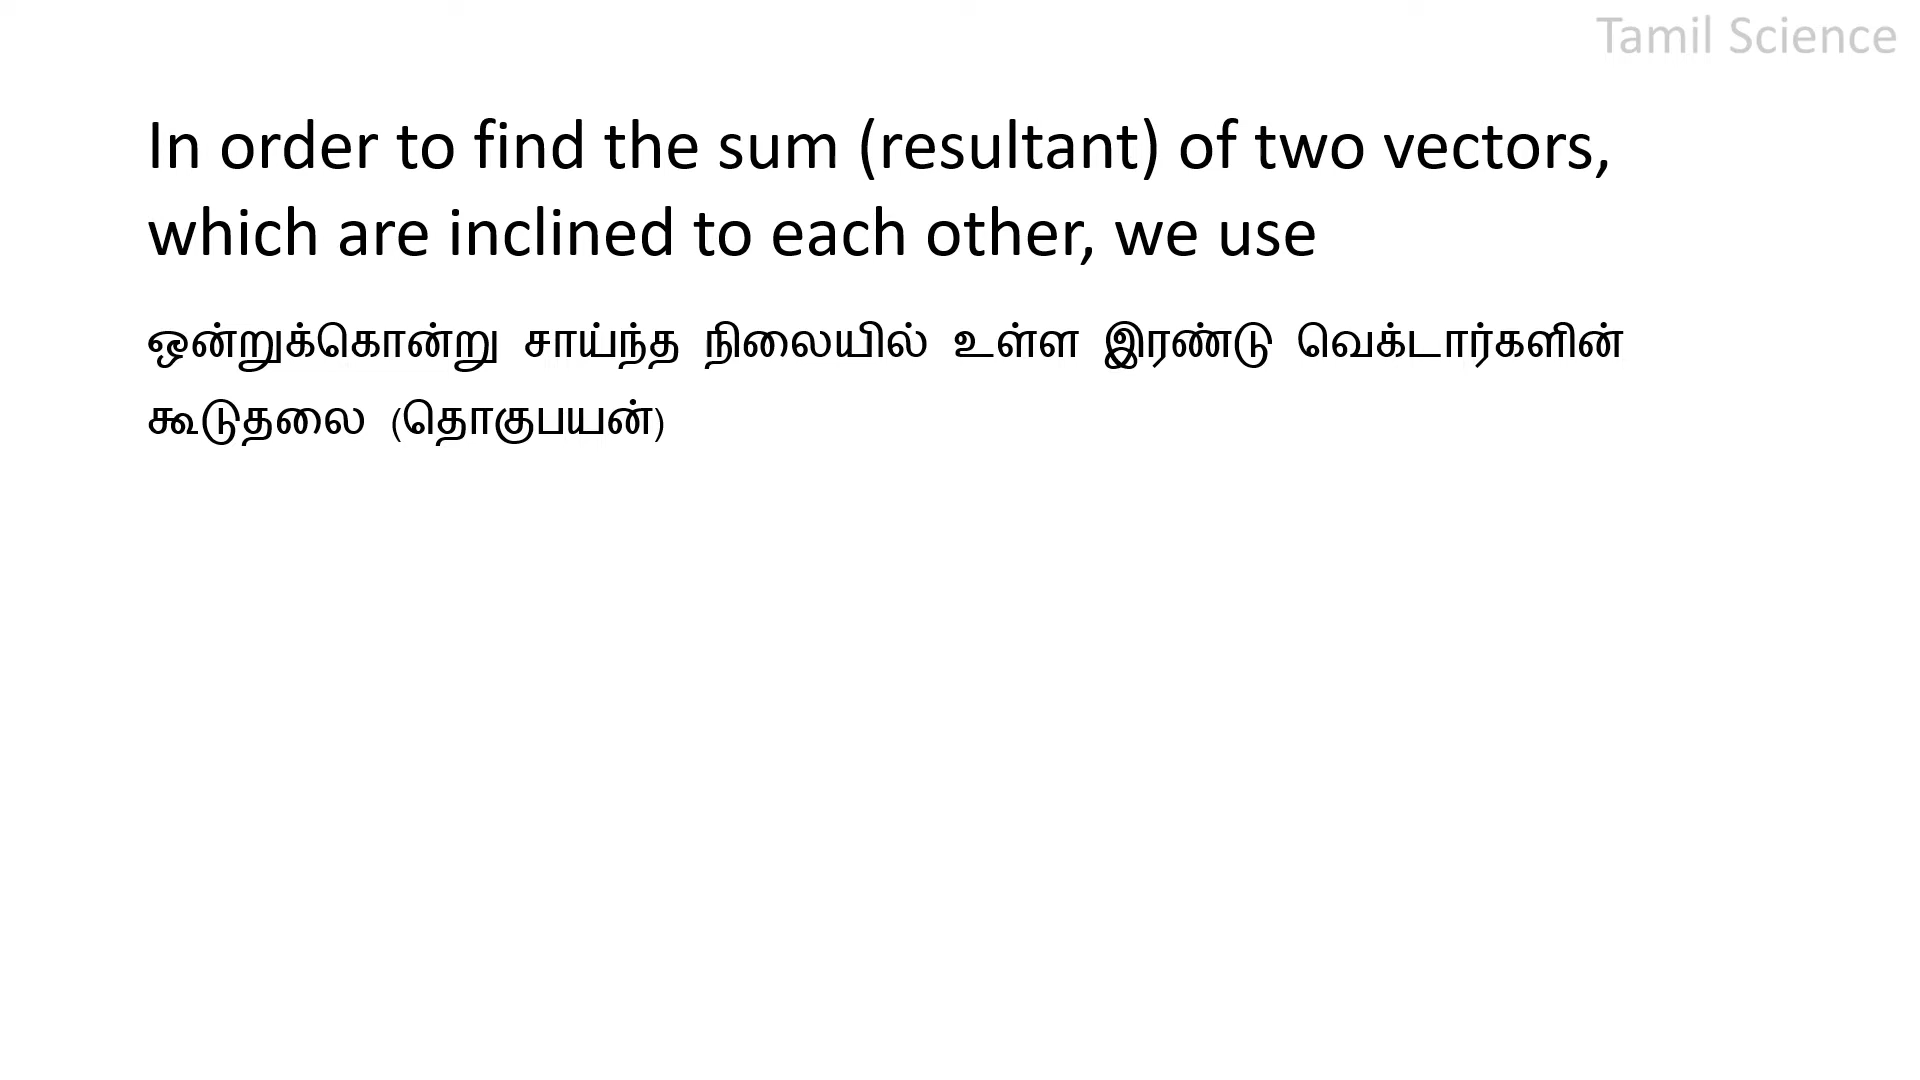 Tamil Science
In order to find the sum (resultant) of two vectors,
which are inclined to each other, we use
ஒன்றுக்கொன்று சாய்ந்த நிலையில் உள்ள இரண்டு வெக்டார்களின்
கூடுதலை (தொகுபயன்)